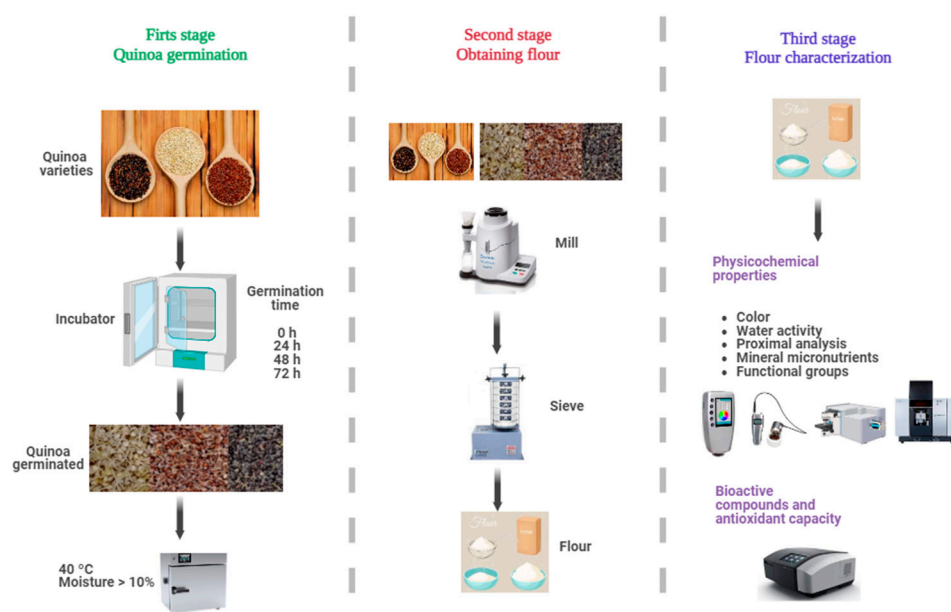 Firts stage
Quinoa germination
Quinoa
varieties
Incubator
Germination
time
0 h
24 h
48 h
72 h
Quinoa
germinated
40 °C
Moisture > 10%
Second stage
Obtaining flour
Mill
Sieve
Flour
Flour
Third stage
Flour characterization
Flour
Physicochemical
properties
• Color
• Water activity
• Proximal analysis
• Mineral micronutrients
• Functional groups
Bioactive
compounds and
antioxidant capacity